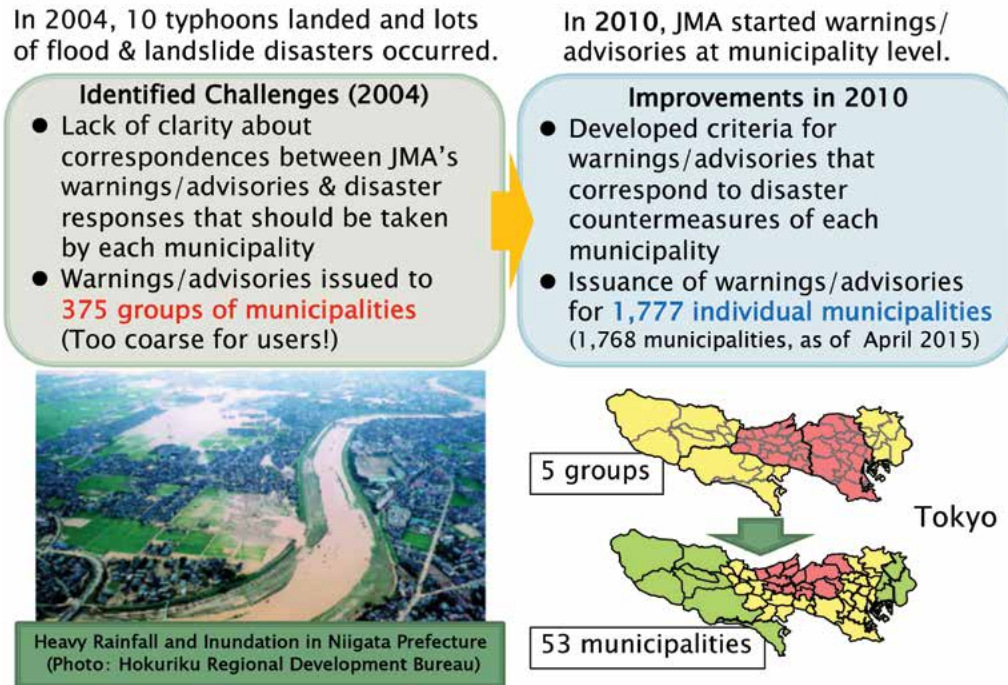 In 2004, 10 typhoons landed and lots
of flood & landslide disasters occurred.
Identified Challenges (2004)
● Lack of clarity about
correspondences between JMA's
warnings/advisories & disaster
responses that should be taken
by each municipality
● Warnings/advisories issued to
375 groups of municipalities
(Too coarse for users!)
Heavy Rainfall and Inundation in Niigata Prefecture
(Photo: Hokuriku Regional Development Bureau)
In 2010, JMA started warnings/
advisories at municipality level.
Improvements in 2010
● Developed criteria for
warnings/advisories that
correspond to disaster
countermeasures of each
municipality
● Issuance of warnings/advisories
for 1,777 individual municipalities
(1,768 municipalities, as of April 2015)
5 groups
Tokyo
53 municipalities